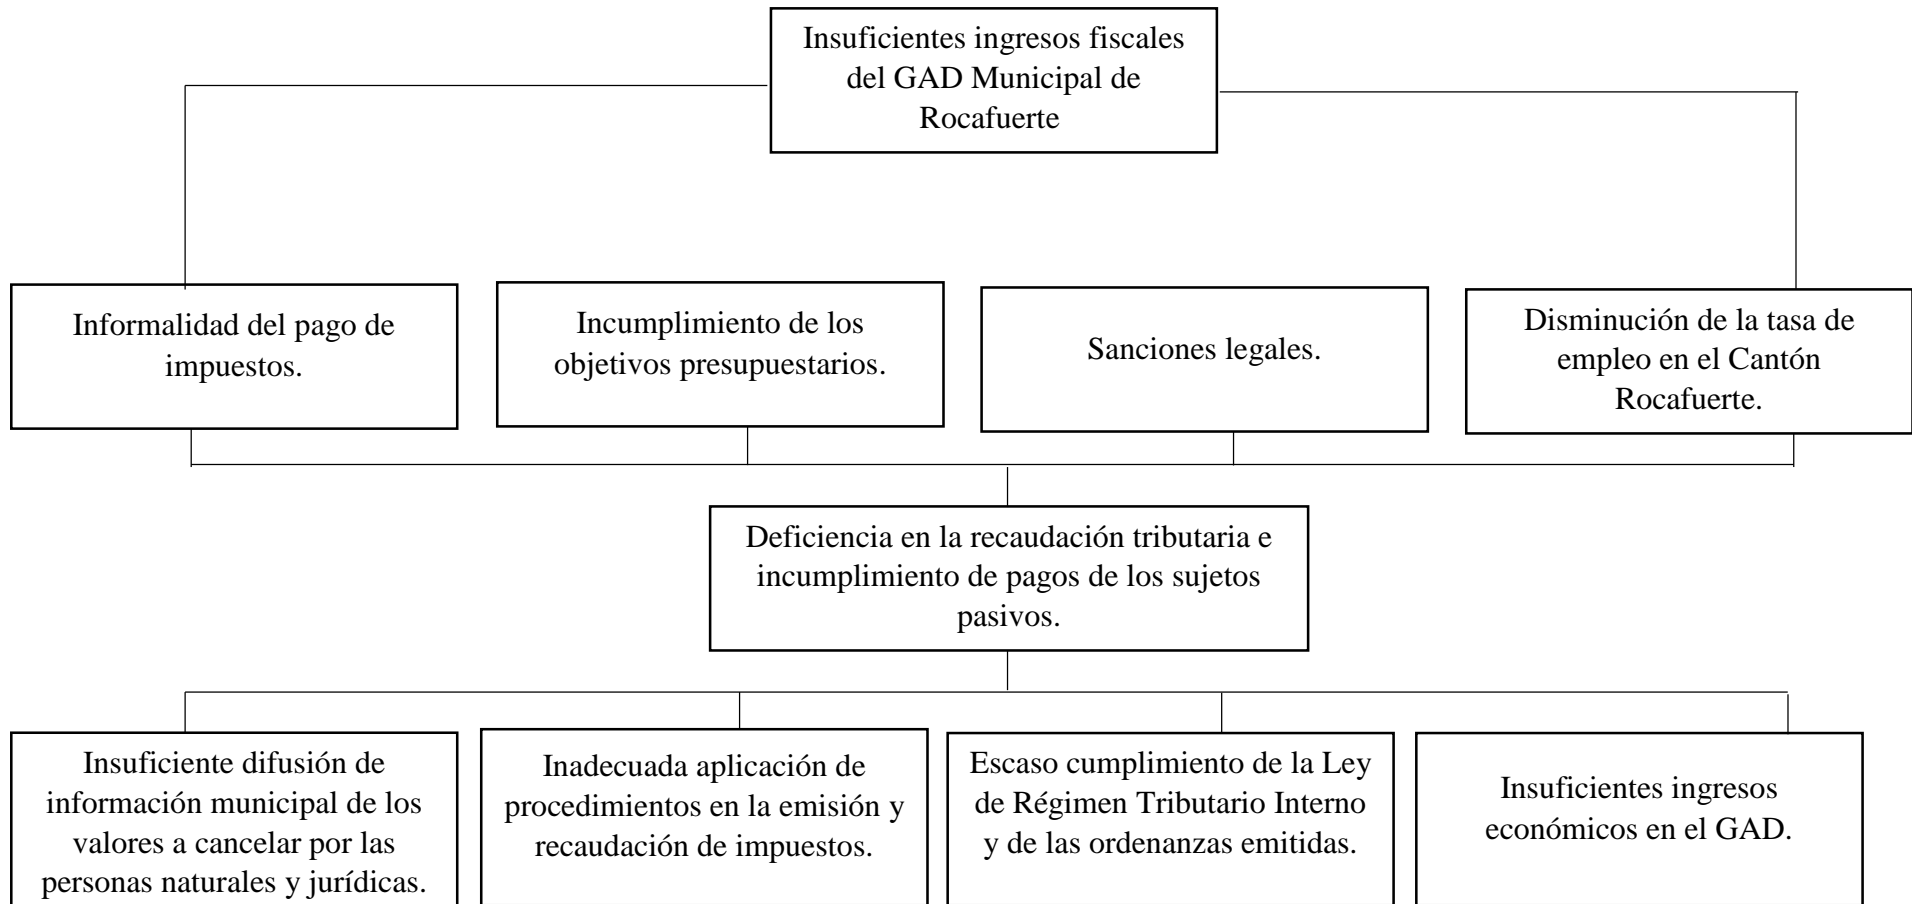 Insuficientes ingresos fiscales
del GAD Municipal de
Rocafuerte
Informalidad del pago de
impuestos.
Incumplimiento de los
objetivos presupuestarios.
Sanciones legales.
Disminución de la tasa de
empleo en el Cantón
Rocafuerte.
Deficiencia en la recaudación tributaria e
incumplimiento de pagos de los sujetos
pasivos.
Insuficiente difusión de
información municipal de los
valores a cancelar por las
personas naturales y jurídicas.
Inadecuada aplicación de
procedimientos en la emisión y
recaudación de impuestos.
Escaso cumplimiento de la Ley
de Régimen Tributario Interno
y de las ordenanzas emitidas.
Insuficientes ingresos
económicos en el GAD.